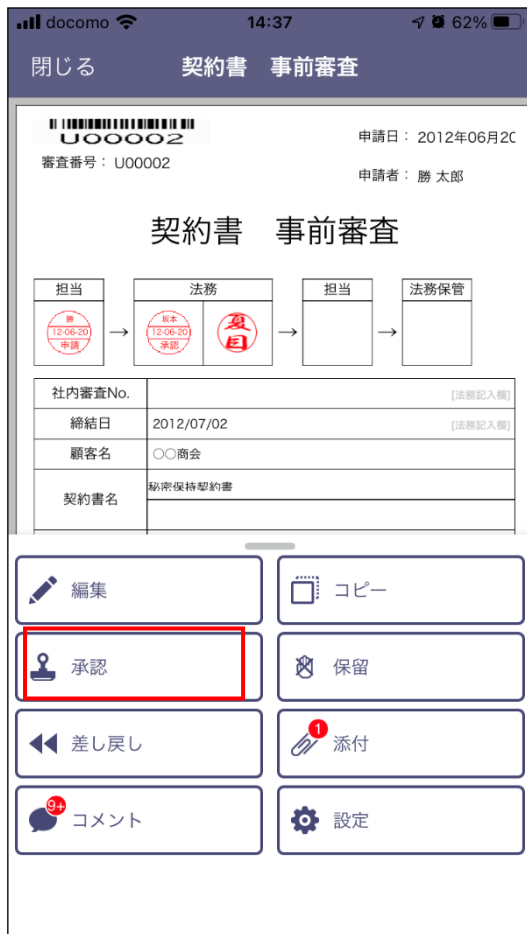 docomo 14:37 62%
閉じる 契約書 事前審査
U00002
審査番号： U00002
申請日： 2012年06月20
申請者： 勝 太郎
契約書 事前審査
担当 法務 担当 法務保管
勝 12-06-20 申請 → 坂本 12-06-20 承認 夏目 → →
社内審査No. [法務記入欄]
締結日 2012/07/02 [法務記入欄]
顧客名 〇〇商会
契約書名 秘密保持契約書
編集 コピー
承認 保留
差し戻し 1 添付
9+ コメント 設定